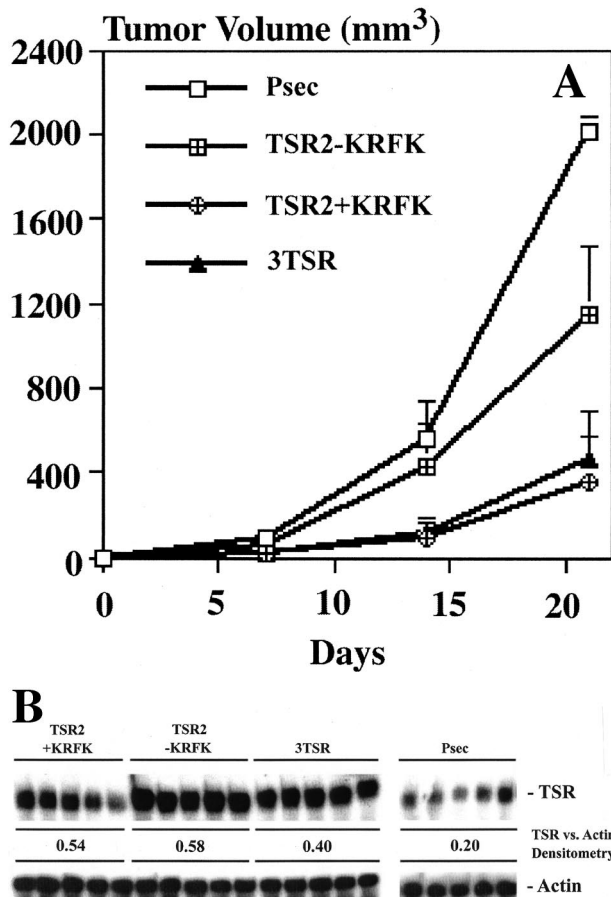 Tumor Volume (mm3)
A
2400
2000
1600
1200
800
400
0
Psec
TSR2-KRFK
TSR2+KRFK
3TSR
0 5 10 15 20
Days
B
TSR2 +KRFK
TSR2 -KRFK
3TSR
Psec
- TSR
0.54 0.58 0.40 0.20
TSR vs. Actin
Densitometry
- Actin